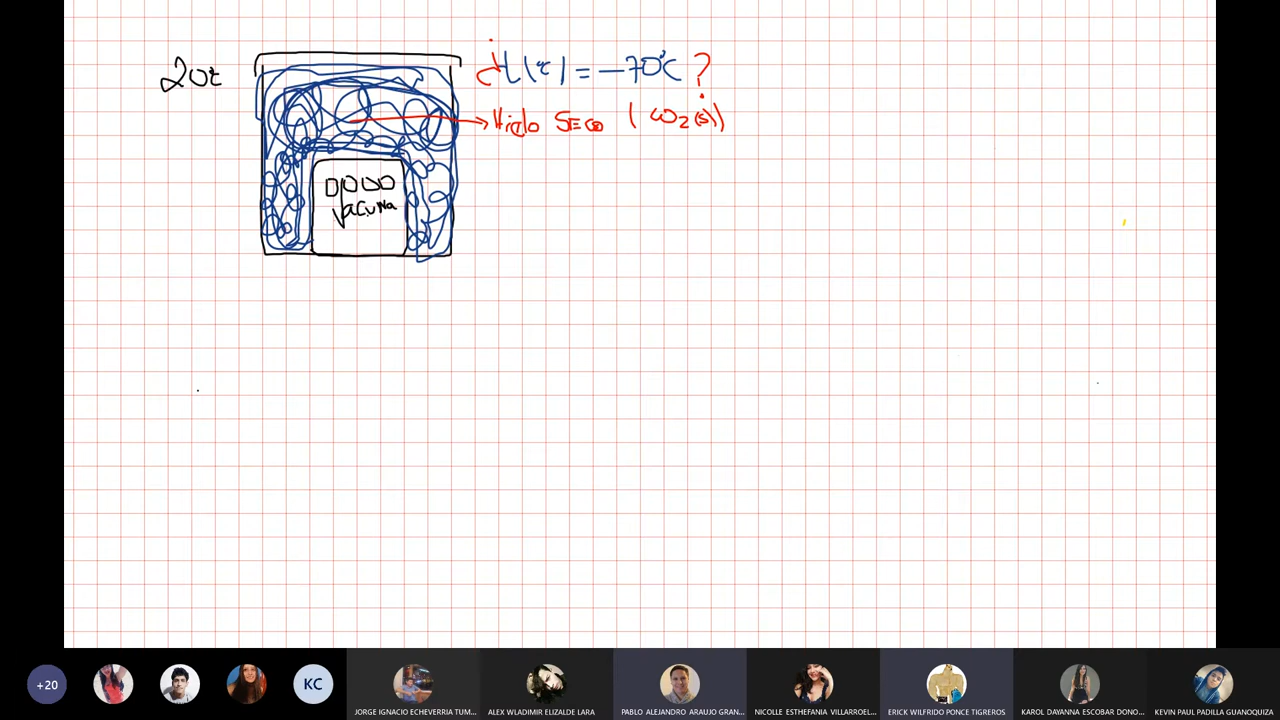 ¿t(τ) = -70°C ?
Hielo SECO (CO2(s))
VACUNA
+20
KC
JORGE IGNACIO ECHEVERRIA TUM...
ALEX WLADIMIR ELIZALDE LARA
PABLO ALEJANDRO ARAUJO GRAN...
NICOLLE ESTHEFANIA VILLARROEL...
ERICK WILFRIDO PONCE TIGREROS
KAROL DAYANNA ESCOBAR DONO...
KEVIN PAUL PADILLA GUANOQUIZA